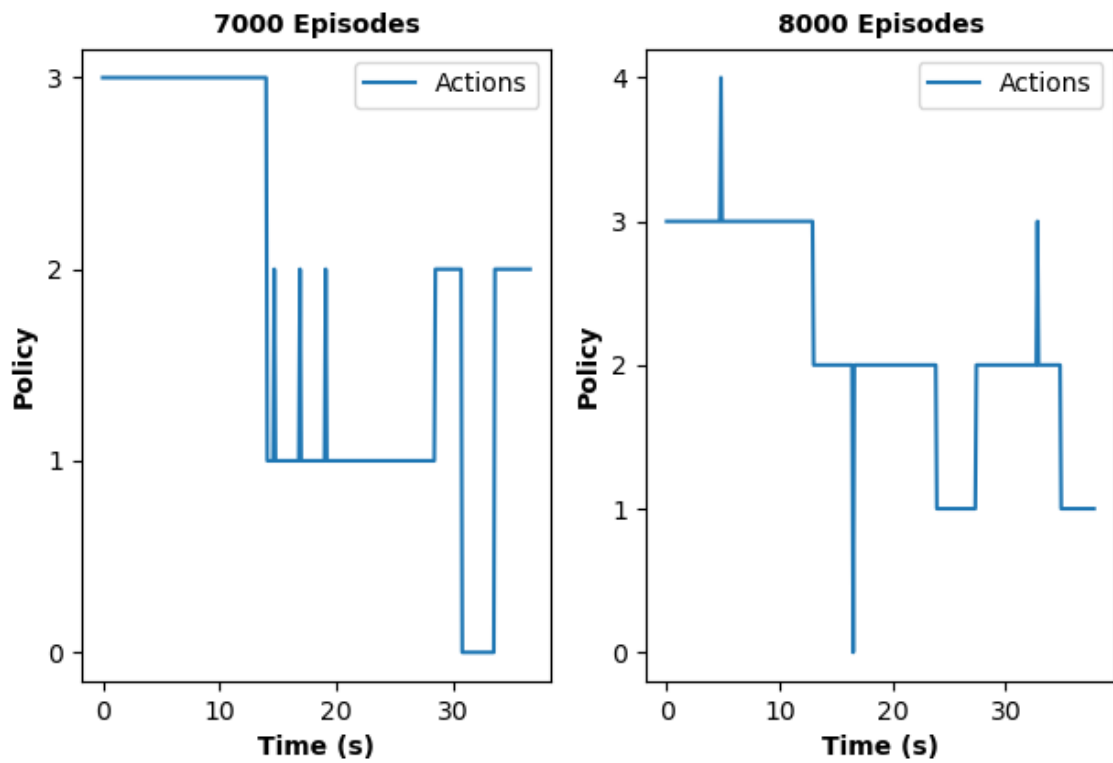 7000 Episodes
3
2
1
0
Policy
Actions
0 10 20 30
Time (s)
8000 Episodes
4
3
2
1
0
Policy
Actions
0 10 20 30
Time (s)